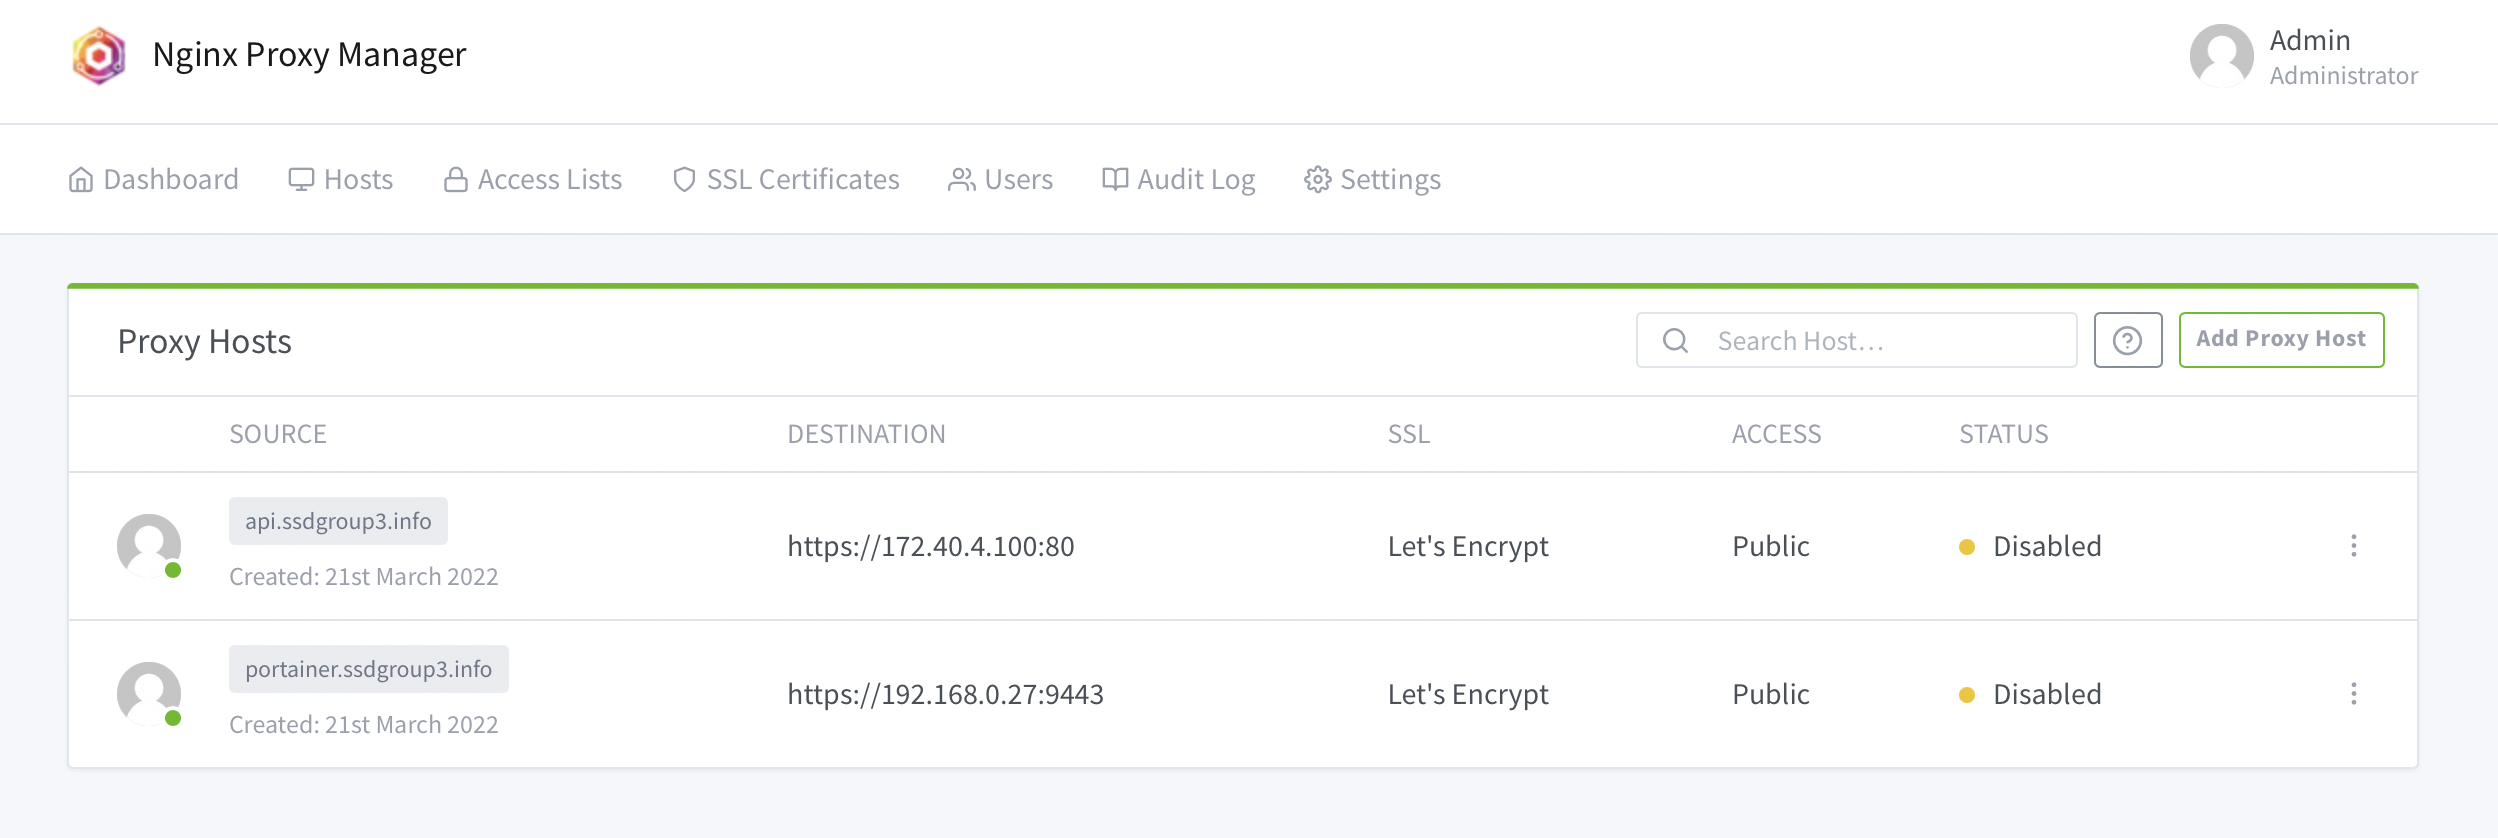 Nginx Proxy Manager
Admin
Administrator
Dashboard Hosts Access Lists SSL Certificates Users Audit Log Settings
Proxy Hosts Search Host... Add Proxy Host
SOURCE DESTINATION SSL ACCESS STATUS
api.ssdgroup3.info
https://172.40.4.100:80 Let's Encrypt Public Disabled
Created: 21st March 2022
portainer.ssdgroup3.info
https://192.168.0.27:9443 Let's Encrypt Public Disabled
Created: 21st March 2022